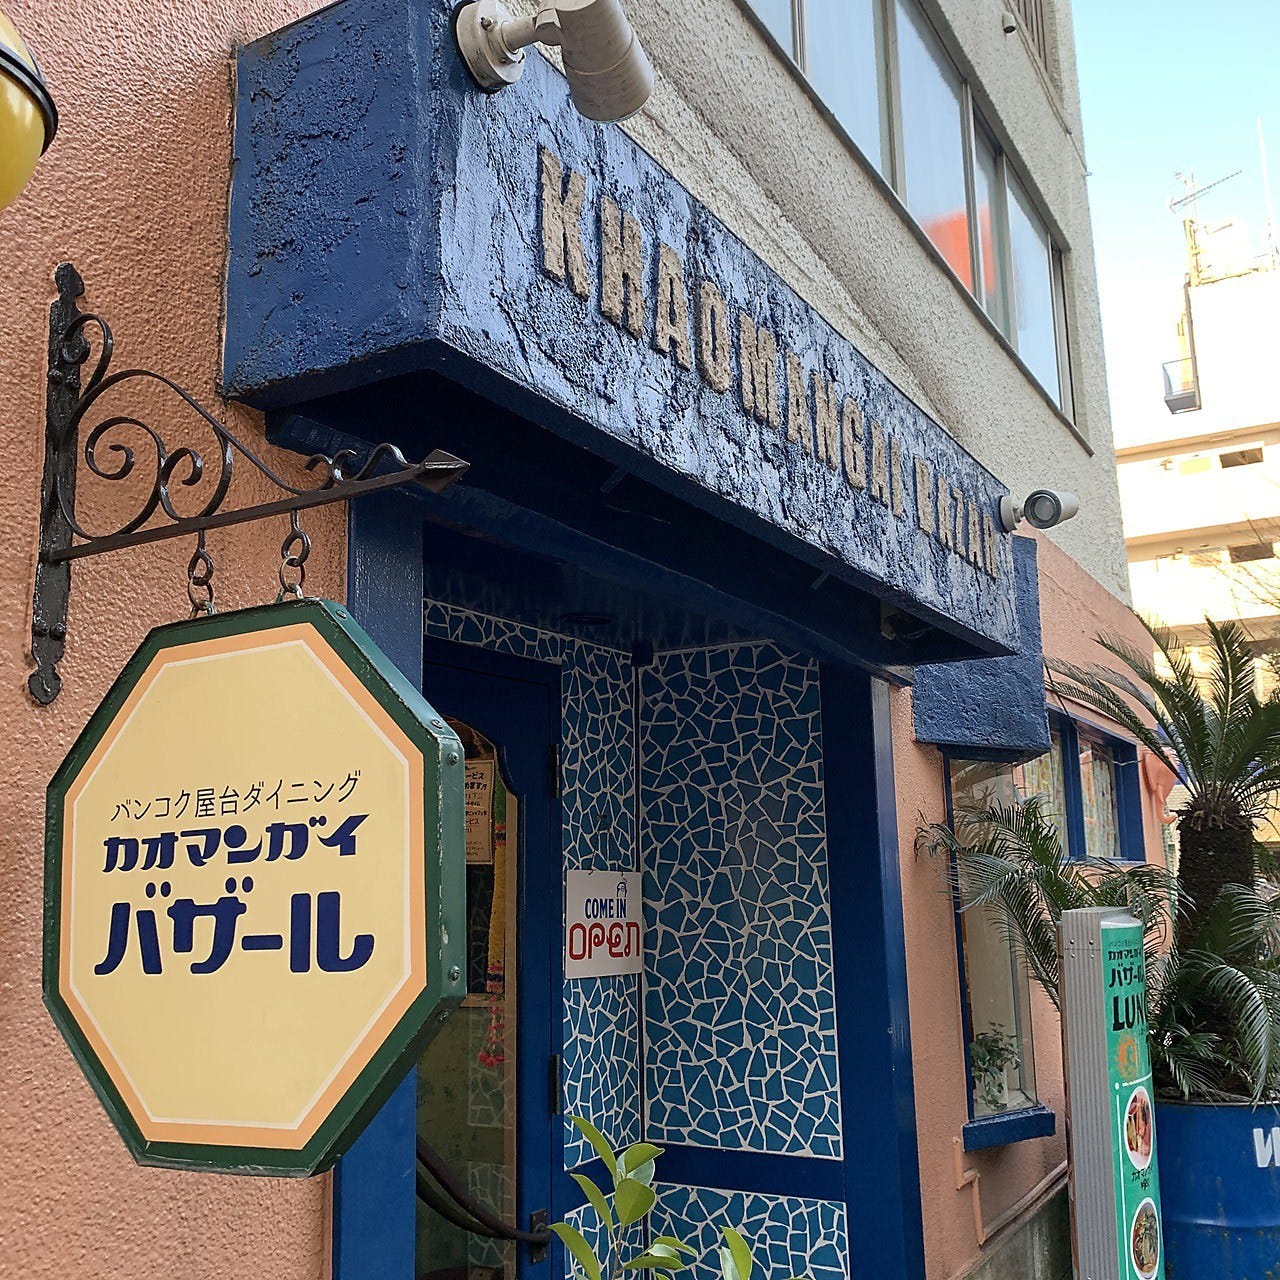 KHAOMANGAI BAZAR
バンコク屋台ダイニング
カオマンガイ
バザール
COME IN
OPEN
カオマンガイ
バザール
LUN